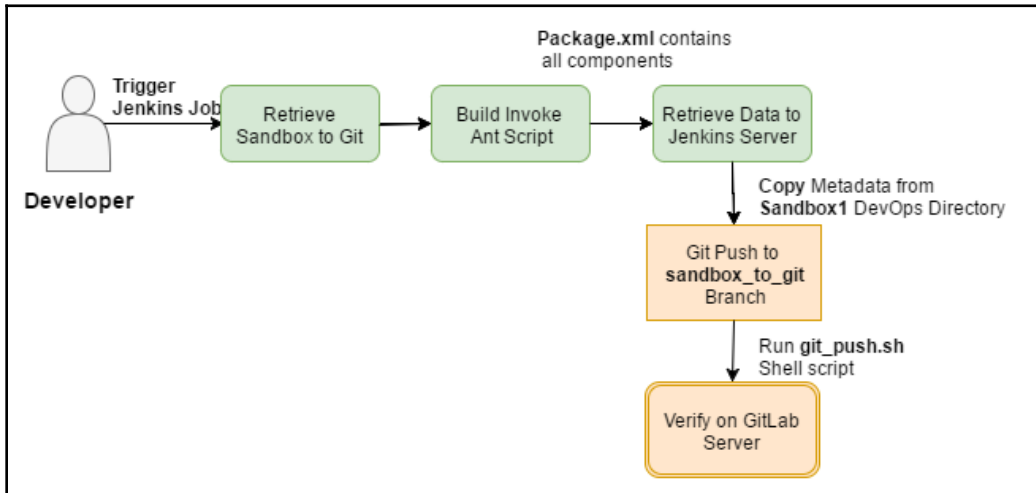 Package.xml contains
all components
Trigger
Jenkins Job
Retrieve
Sandbox to Git
Build Invoke
Ant Script
Retrieve Data to
Jenkins Server
Developer
Copy Metadata from
Sandbox1 DevOps Directory
Git Push to
sandbox_to_git
Branch
Run git_push.sh
Shell script
Verify on GitLab
Server